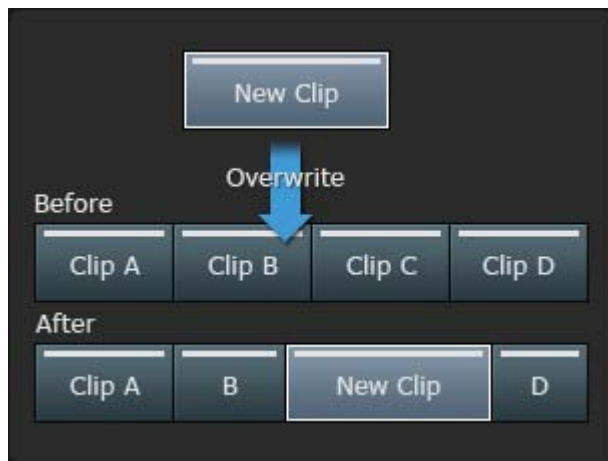 New Clip
Overwrite
Before
Clip A Clip B Clip C Clip D
After
Clip A B New Clip D